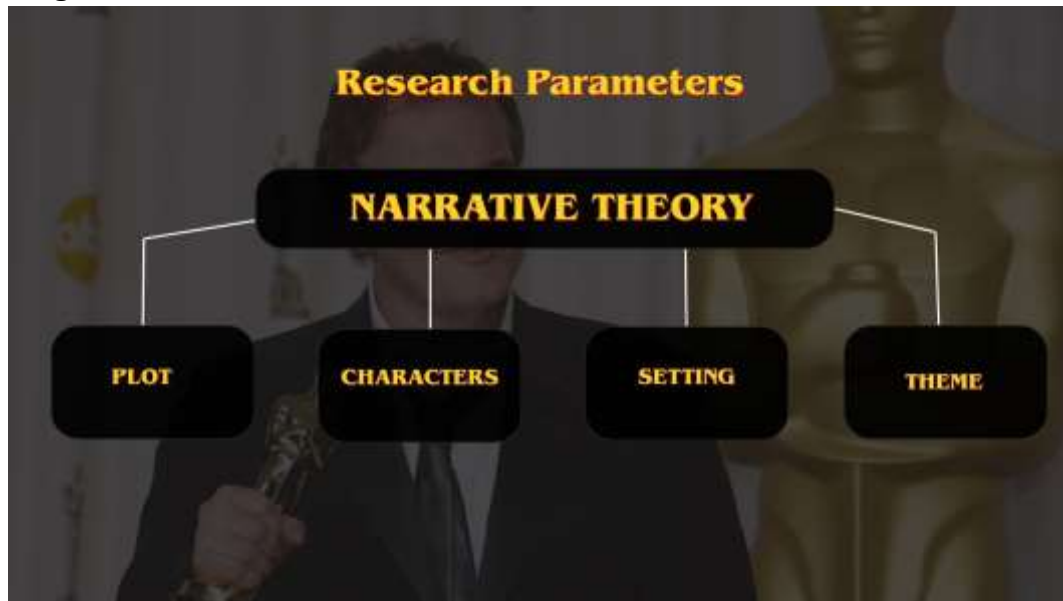 Research Parameters
NARRATIVE THEORY
PLOT
CHARACTERS
SETTING
THEME